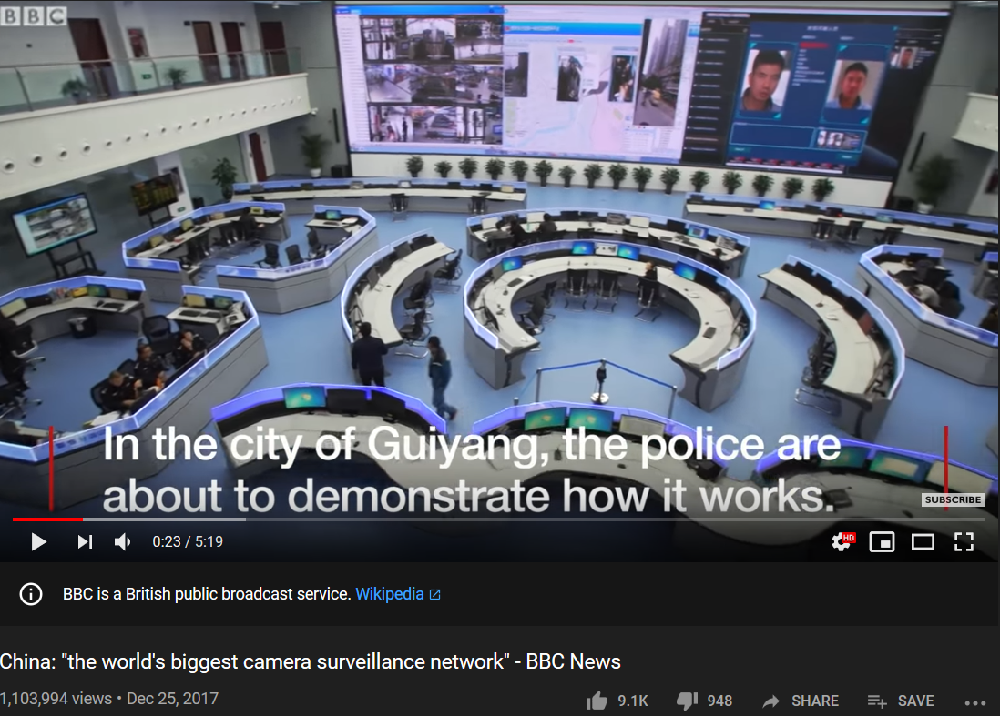 BBC
In the city of Guiyang, the police are
about to demonstrate how it works.
SUBSCRIBE
0:23 / 5:19
HD
BBC is a British public broadcast service. Wikipedia
China: "the world's biggest camera surveillance network" - BBC News
1,103,994 views • Dec 25, 2017
9.1K 948 SHARE SAVE